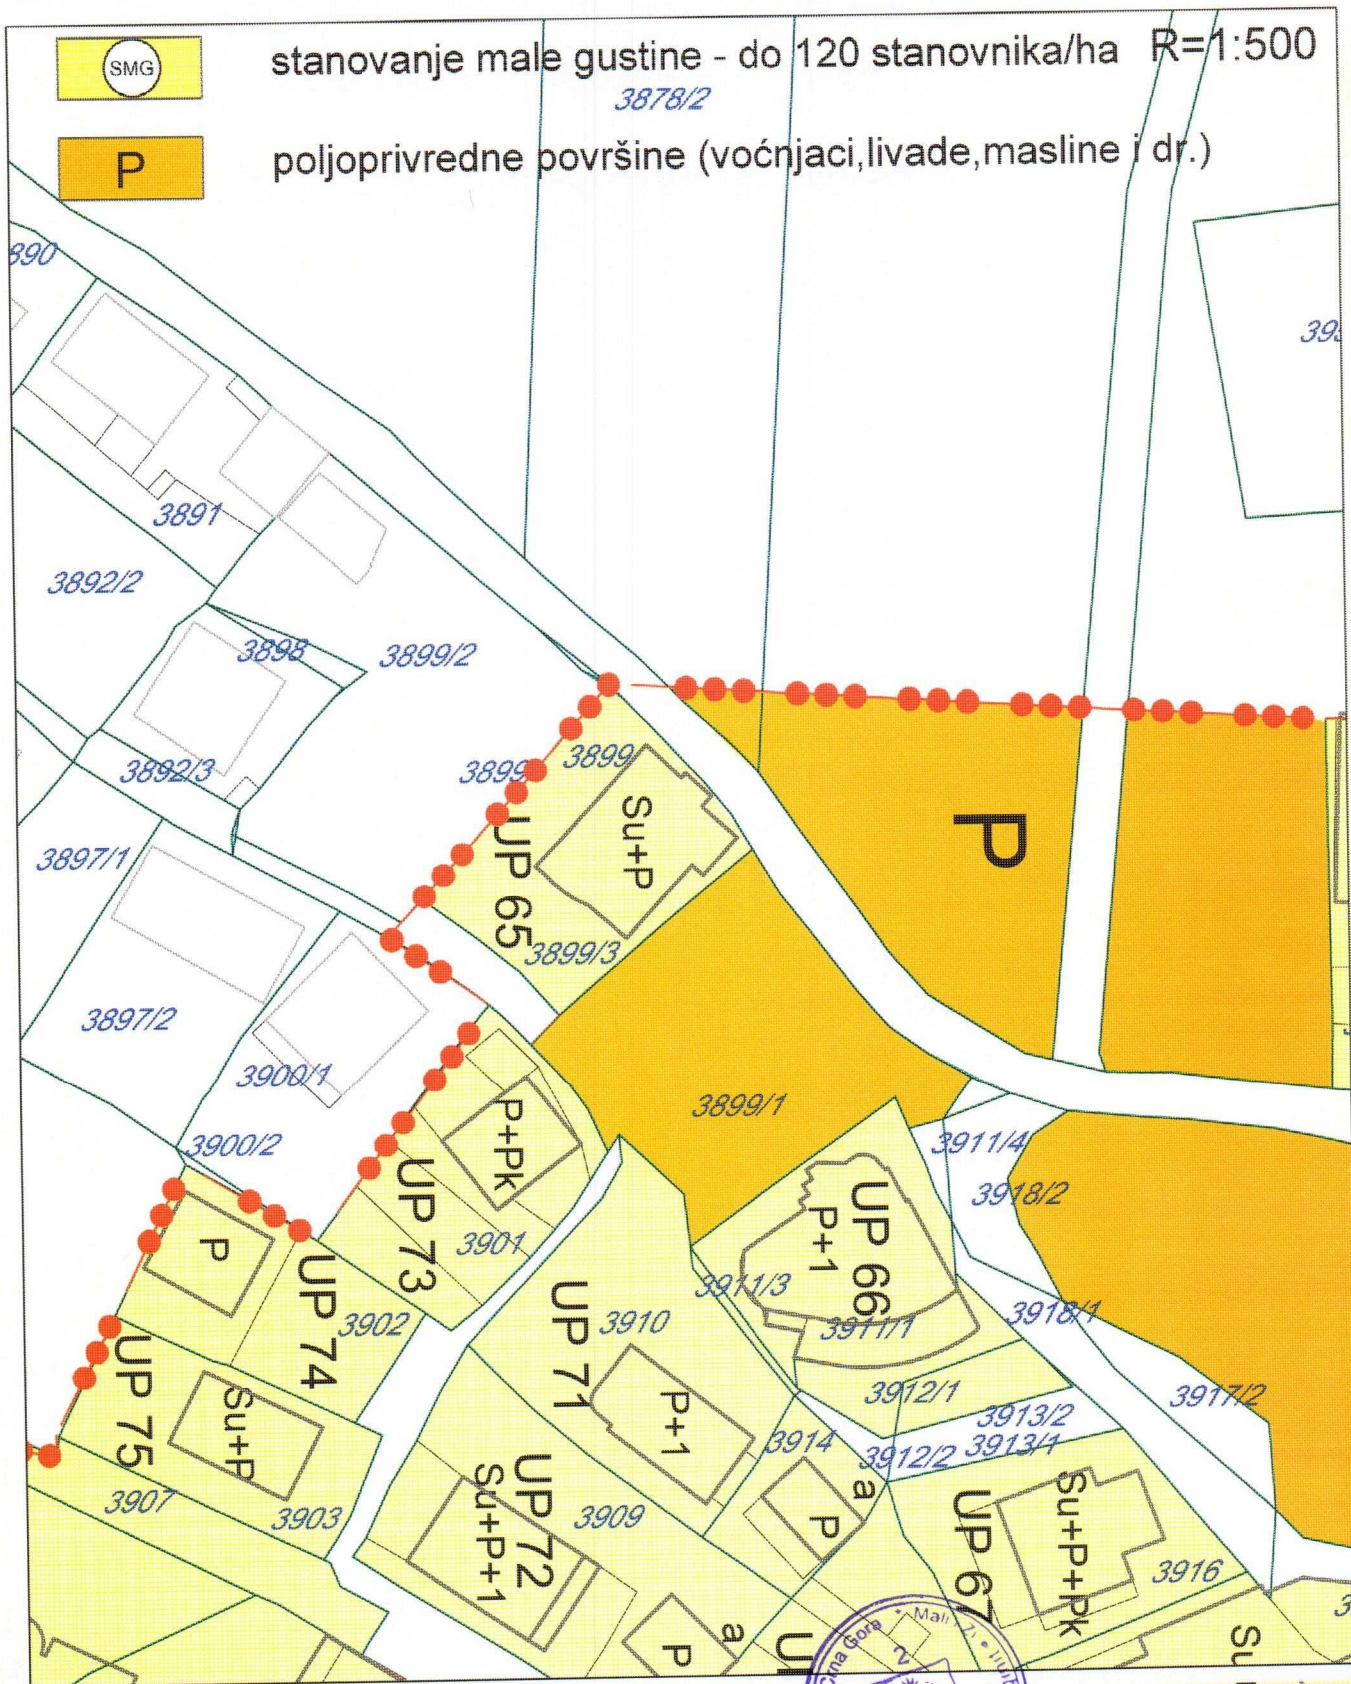 SMG stanovanje male gustine - do 120 stanovnika/ha R=1:500
3878/2
P poljoprivredne površine (voćnjaci,livade,masline i dr.)
890
3891
3892/2
3898
3899/2
3892/3
3899
3899
Su+P
UP 65
3899/3
P
3897/1
3897/2
3900/1
3900/2
3899/1
P+Pk
UP 73
3901
3911/4
3918/2
UP 66
P+1
3911/3
3911/1
3918/1
P
UP 74
3902
UP 71
3910
P+1
3912/1
3913/2
3917/2
UP 75
Su+P
3907
3903
3914
3912/2
3913/1
a
P
UP 72
Su+P+1
3909
UP 67
Su+P+Pk
3916
P
a
Su
Crna Gora